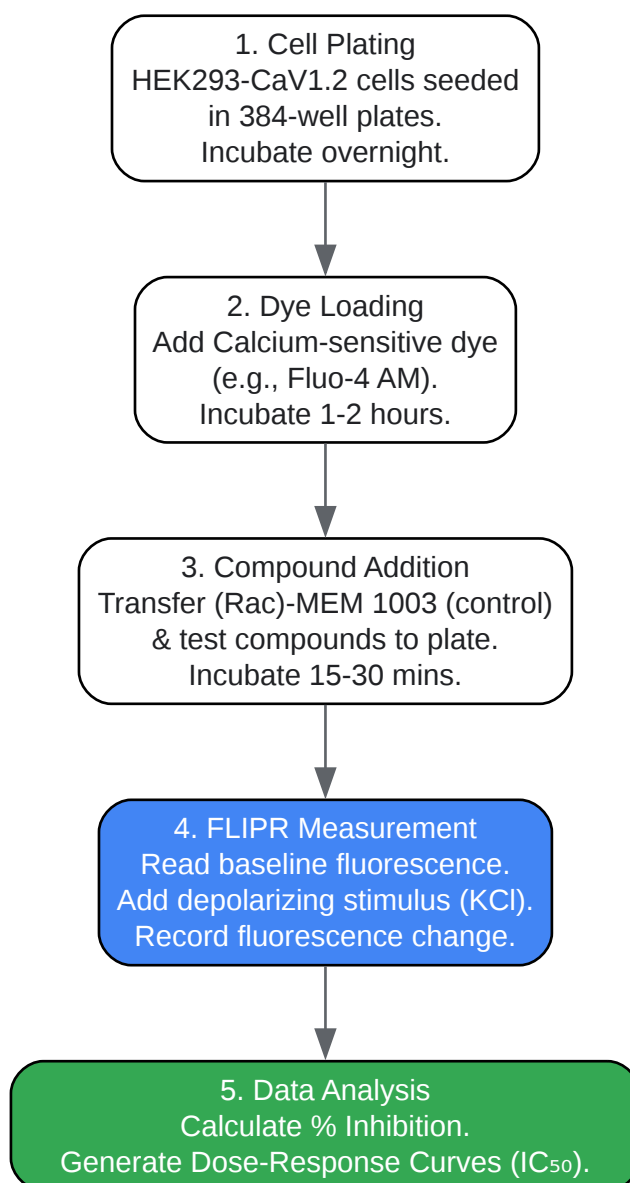 1. Cell Plating
HEK293-CaV1.2 cells seeded
in 384-well plates.
Incubate overnight.
2. Dye Loading
Add Calcium-sensitive dye
(e.g., Fluo-4 AM).
Incubate 1-2 hours.
3. Compound Addition
Transfer (Rac)-MEM 1003 (control)
& test compounds to plate.
Incubate 15-30 mins.
4. FLIPR Measurement
Read baseline fluorescence.
Add depolarizing stimulus (KCl).
Record fluorescence change.
5. Data Analysis
Calculate % Inhibition.
Generate Dose-Response Curves (IC₅₀).